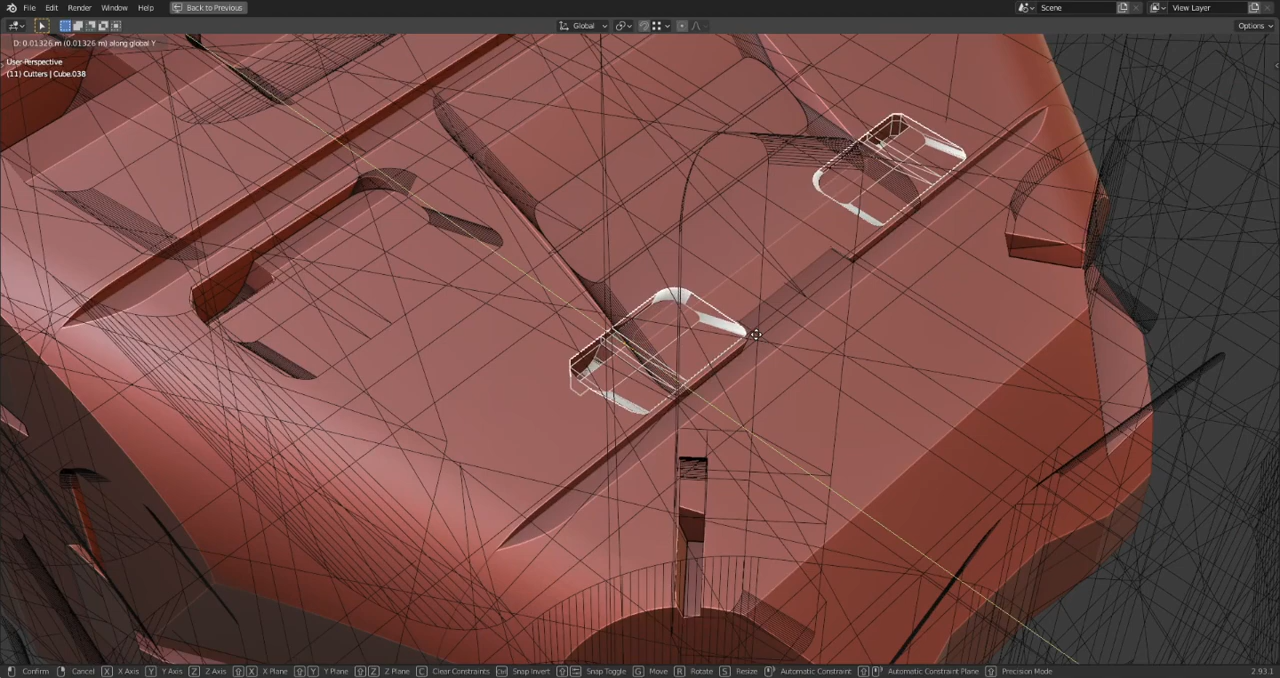 File Edit Render Window Help Back to Previous Scene View Layer
Global Options
D: 0.01326 m (0.01326 m) along global Y
User Perspective
(11) Cutters | Cube.038
Confirm Cancel X X Axis Y Y Axis Z Z Axis X X Plane Y Y Plane Z Z Plane C Clear Constraints Ctrl Snap Invert Snap Toggle G Move R Rotate S Resize Automatic Constraint Automatic Constraint Plane Precision Mode 2.93.1